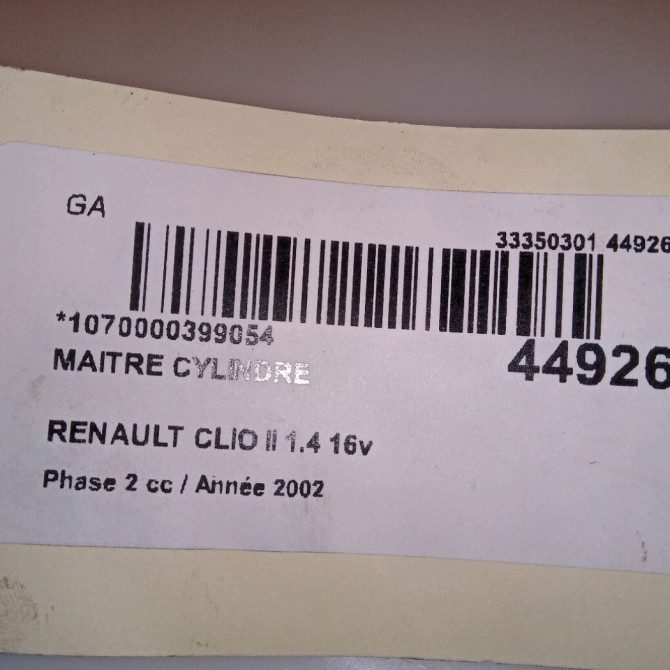 GA
33350301 44926
*1070000399054
44926
MAITRE CYLINDRE
RENAULT CLIO II 1.4 16v
Phase 2 cc / Année 2002